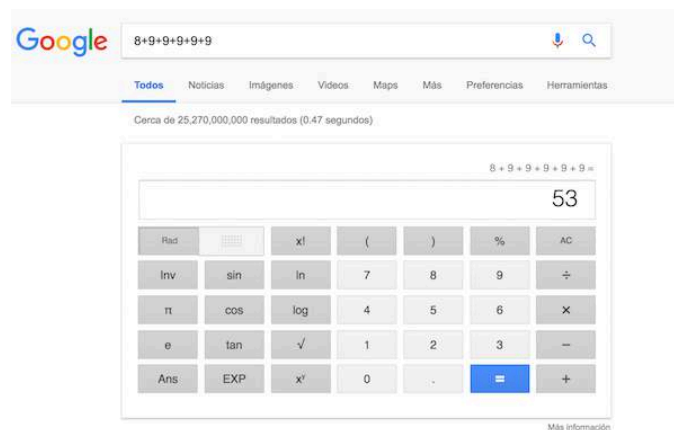 Google 8+9+9+9+9+9
Todos Noticias Imágenes Videos Maps Más Preferencias Herramientas
Cerca de 25,270,000,000 resultados (0.47 segundos)
8 + 9 + 9 + 9 + 9 + 9 =
53
Rad x! ( ) % AC
Inv sin ln 7 8 9 ÷
π cos log 4 5 6 ×
e tan √ 1 2 3 −
Ans EXP xʸ 0 . = +
Más información